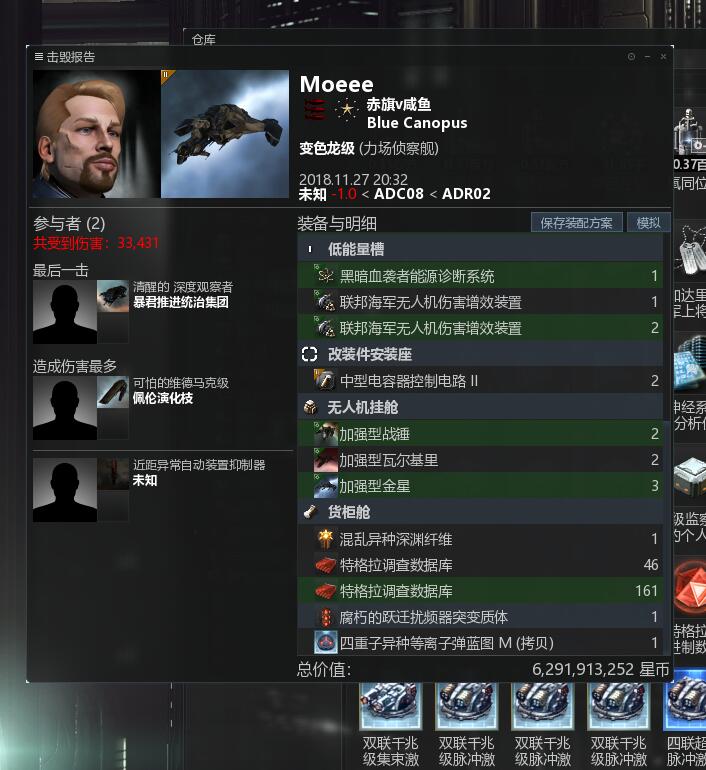 仓库
击毁报告
Moeee
赤旗v咸鱼
Blue Canopus
变色龙级 (力场侦察舰)
2018.11.27 20:32
未知 -1.0 < ADC08 < ADR02
参与者 (2)
共受到伤害：33,431
最后一击
清醒的 深度观察者
暴君推进统治集团
造成伤害最多
可怕的维德马克级
佩伦演化枝
近距异常自动装置抑制器
未知
装备与明细
保存装配方案
模拟
低能量槽
黑暗血袭者能源诊断系统 1
联邦海军无人机伤害增效装置 1
联邦海军无人机伤害增效装置 2
改装件安装座
中型电容器控制电路 II 2
无人机挂舱
加强型战锤 2
加强型瓦尔基里 2
加强型金星 3
货柜舱
混乱异种深渊纤维 1
特格拉调查数据库 46
特格拉调查数据库 161
腐朽的跃迁扰频器突变质体 1
四重子异种等离子弹蓝图 M (拷贝) 1
总价值： 6,291,913,252 星币
双联千兆
级集束激
双联千兆
级脉冲激
双联千兆
级脉冲激
双联千兆
级脉冲激
四联超
脉冲激